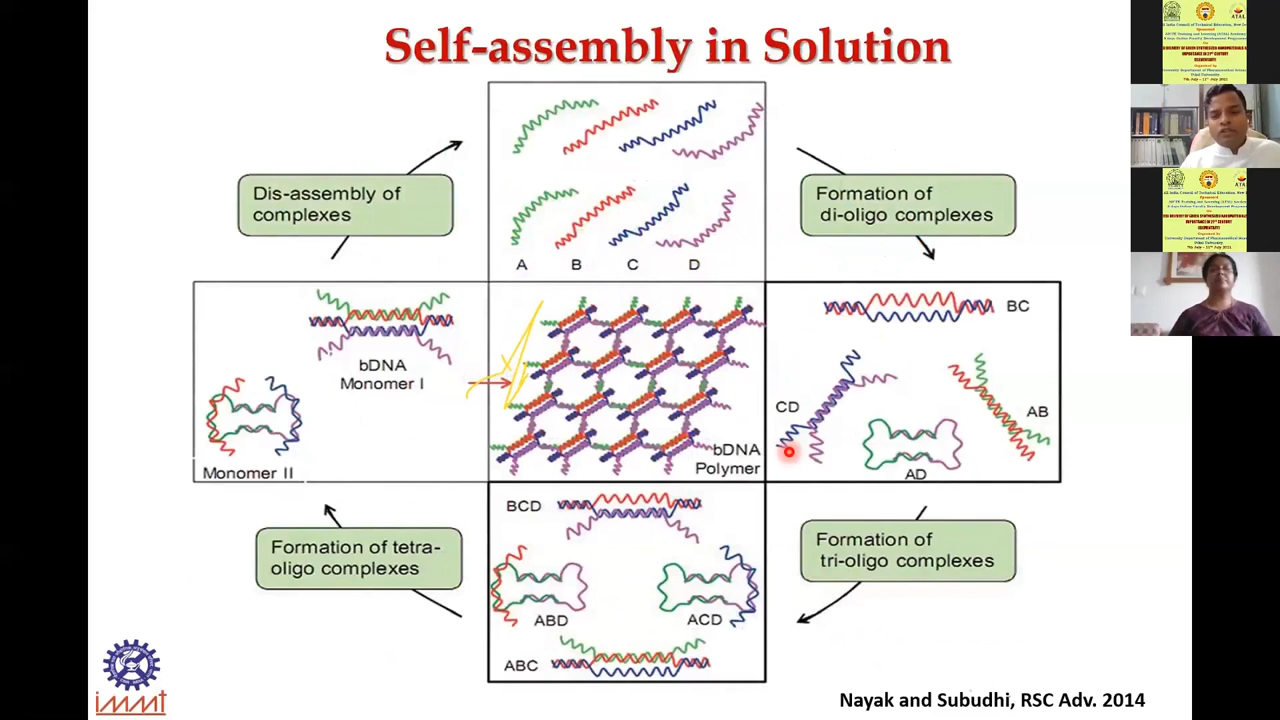 Self-assembly in Solution
Dis-assembly of
complexes
Formation of
di-oligo complexes
A B C D
BC
bDNA
Monomer I
CD
AB
bDNA
Polymer
Monomer II
AD
BCD
Formation of tetra-
oligo complexes
Formation of
tri-oligo complexes
ABD
ACD
ABC
immt
Nayak and Subudhi, RSC Adv. 2014